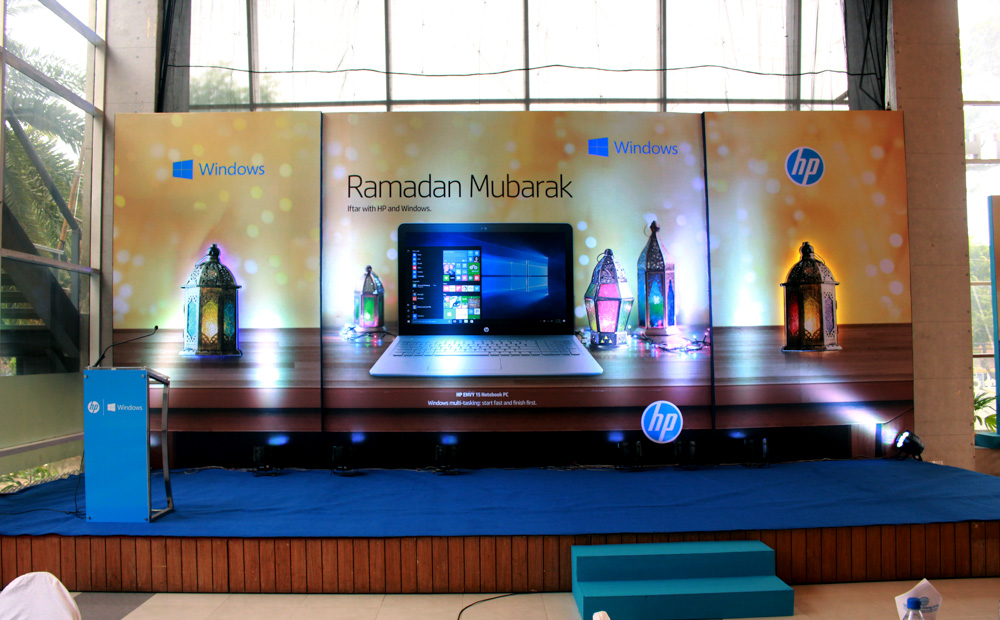 Windows
Windows
hp
Ramadan Mubarak
Iftar with HP and Windows.
hp
HP ENVY 15 Notebook PC
Windows multi-tasking: start fast and finish first.
hp
hp Windows